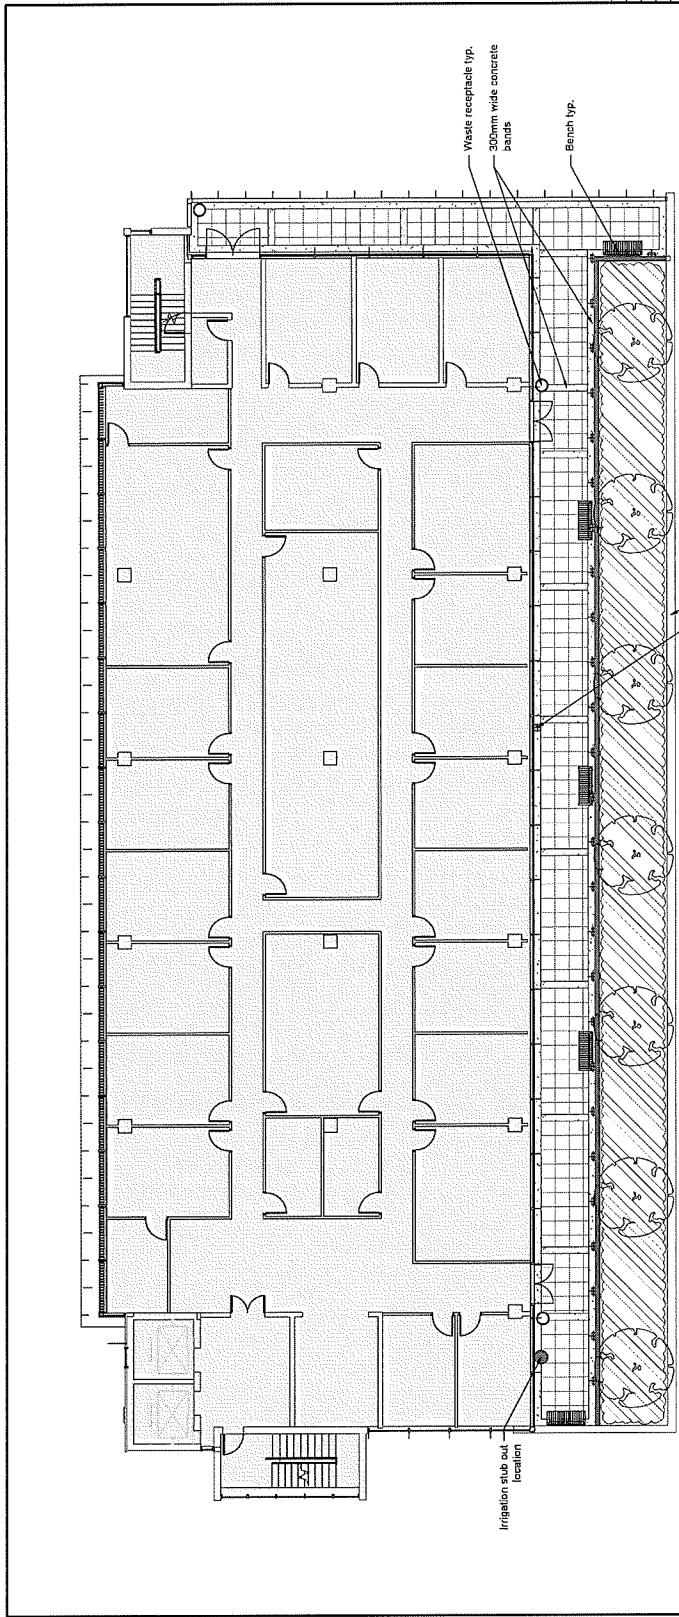 Waste receptacle typ.
300mm wide concrete
bands
Bench typ.
Irrigation stub out
location